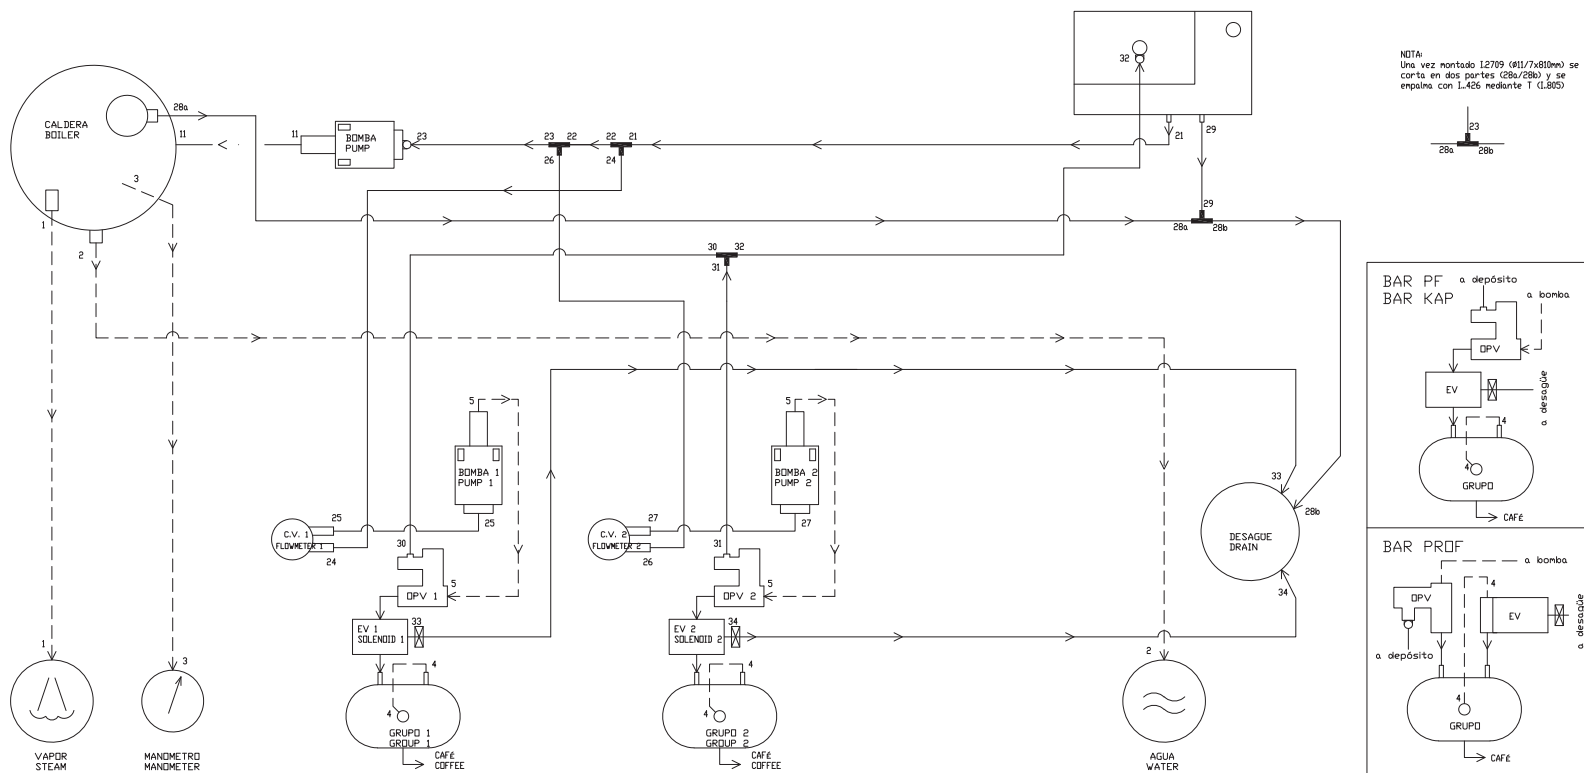 32
NOTA:
Una vez montado I.2709 (Ø11/7x810mm) se
corta en dos partes (28a/28b) y se
empalma con I..426 mediante T (I.805)
23
28a 28b
CALDERA
BOILER
28a
11
11
BOMBA
PUMP
23
23 22
26
22 21
24
21
29
3
1
2
29
28a 28b
30 32
31
BAR PF
BAR KAP
a depósito
a bomba
OPV
EV
a desagüe
4
4
GRUPO
CAFÉ
5
BOMBA 1
PUMP 1
25
25
C.V. 1
FLOWMETER 1
24
30
5
OPV 1
EV 1
SOLENOID 1
33
4
4
GRUPO 1
GROUP 1
CAFÉ
COFFEE
5
BOMBA 2
PUMP 2
27
27
C.V. 2
FLOWMETER 2
26
31
5
OPV 2
EV 2
SOLENOID 2
34
4
4
GRUPO 2
GROUP 2
CAFÉ
COFFEE
33
28b
DESAGÜE
DRAIN
34
BAR PROF
a bomba
4
OPV
EV
a desagüe
a depósito
4
GRUPO
CAFÉ
1
VAPOR
STEAM
3
MANOMETRO
MANOMETER
2
AGUA
WATER